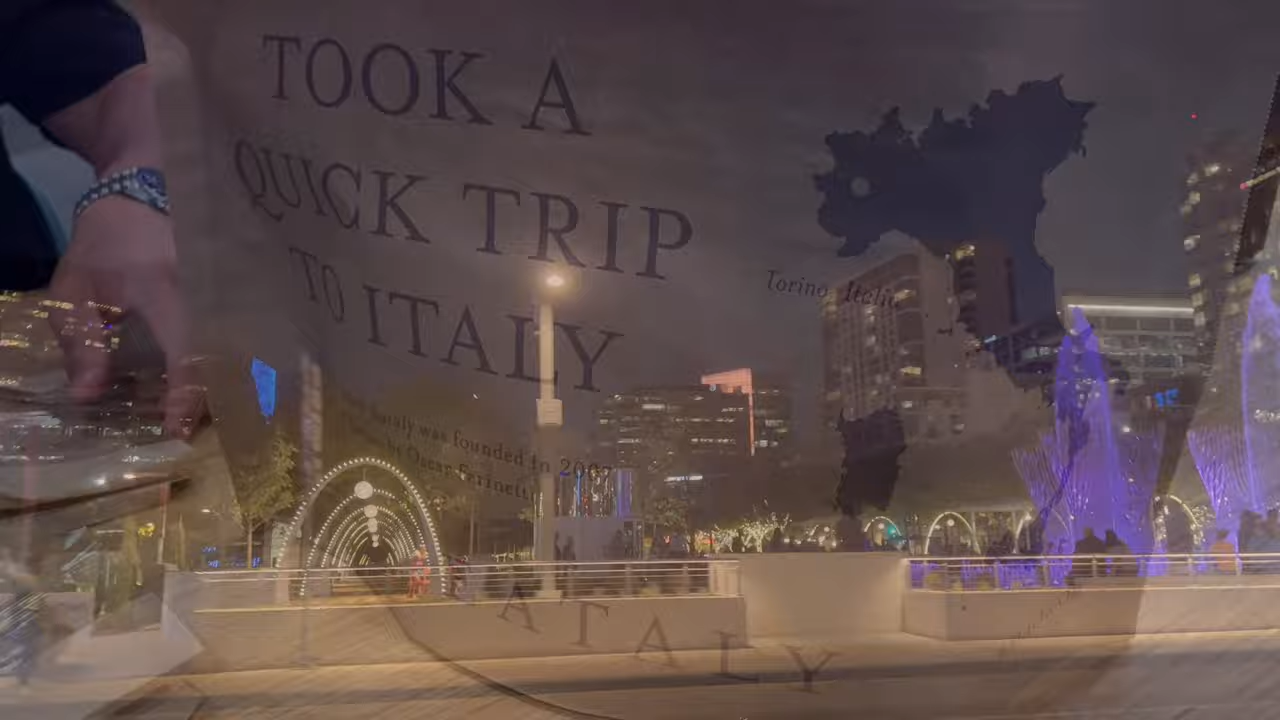 TOOK A
QUICK TRIP
TO ITALY
Torino, Italia
Eataly was founded in 2007
by Oscar Farinetti
EATALY